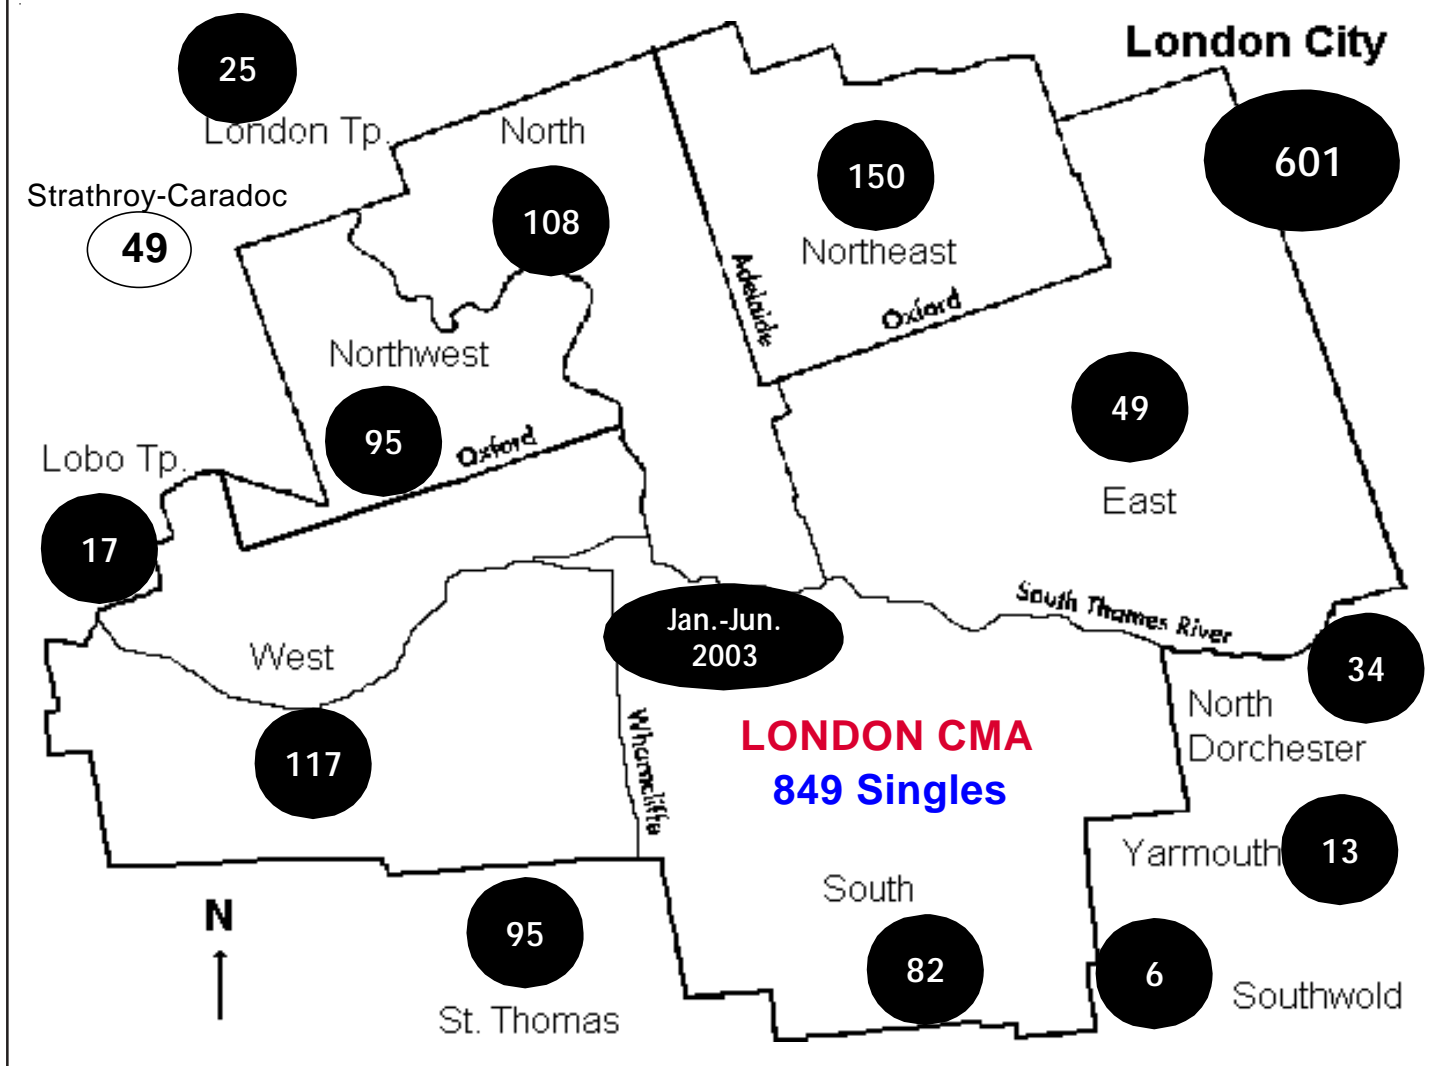 London City
25
London Tp.
North
601
150
Strathroy-Caradoc
49
108
Northeast
Adelaide
Oxford
Northwest
95
Oxford
49
East
Lobo Tp.
17
South Thames River
Jan.-Jun.
2003
West
34
North
Dorchester
117
Wharncliffe
LONDON CMA
849 Singles
Yarmouth
13
South
N
95
82
6
Southwold
St. Thomas